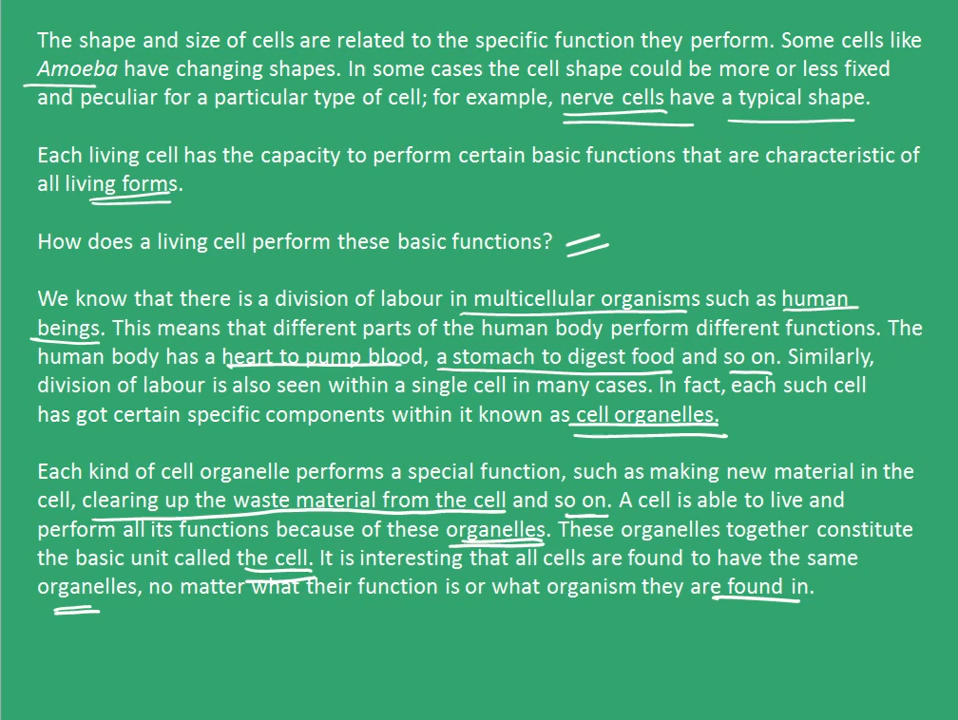 The shape and size of cells are related to the specific function they perform. Some cells like
Amoeba have changing shapes. In some cases the cell shape could be more or less fixed
and peculiar for a particular type of cell; for example, nerve cells have a typical shape.
Each living cell has the capacity to perform certain basic functions that are characteristic of
all living forms.
How does a living cell perform these basic functions?
We know that there is a division of labour in multicellular organisms such as human
beings. This means that different parts of the human body perform different functions. The
human body has a heart to pump blood, a stomach to digest food and so on. Similarly,
division of labour is also seen within a single cell in many cases. In fact, each such cell
has got certain specific components within it known as cell organelles.
Each kind of cell organelle performs a special function, such as making new material in the
cell, clearing up the waste material from the cell and so on. A cell is able to live and
perform all its functions because of these organelles. These organelles together constitute
the basic unit called the cell. It is interesting that all cells are found to have the same
organelles, no matter what their function is or what organism they are found in.